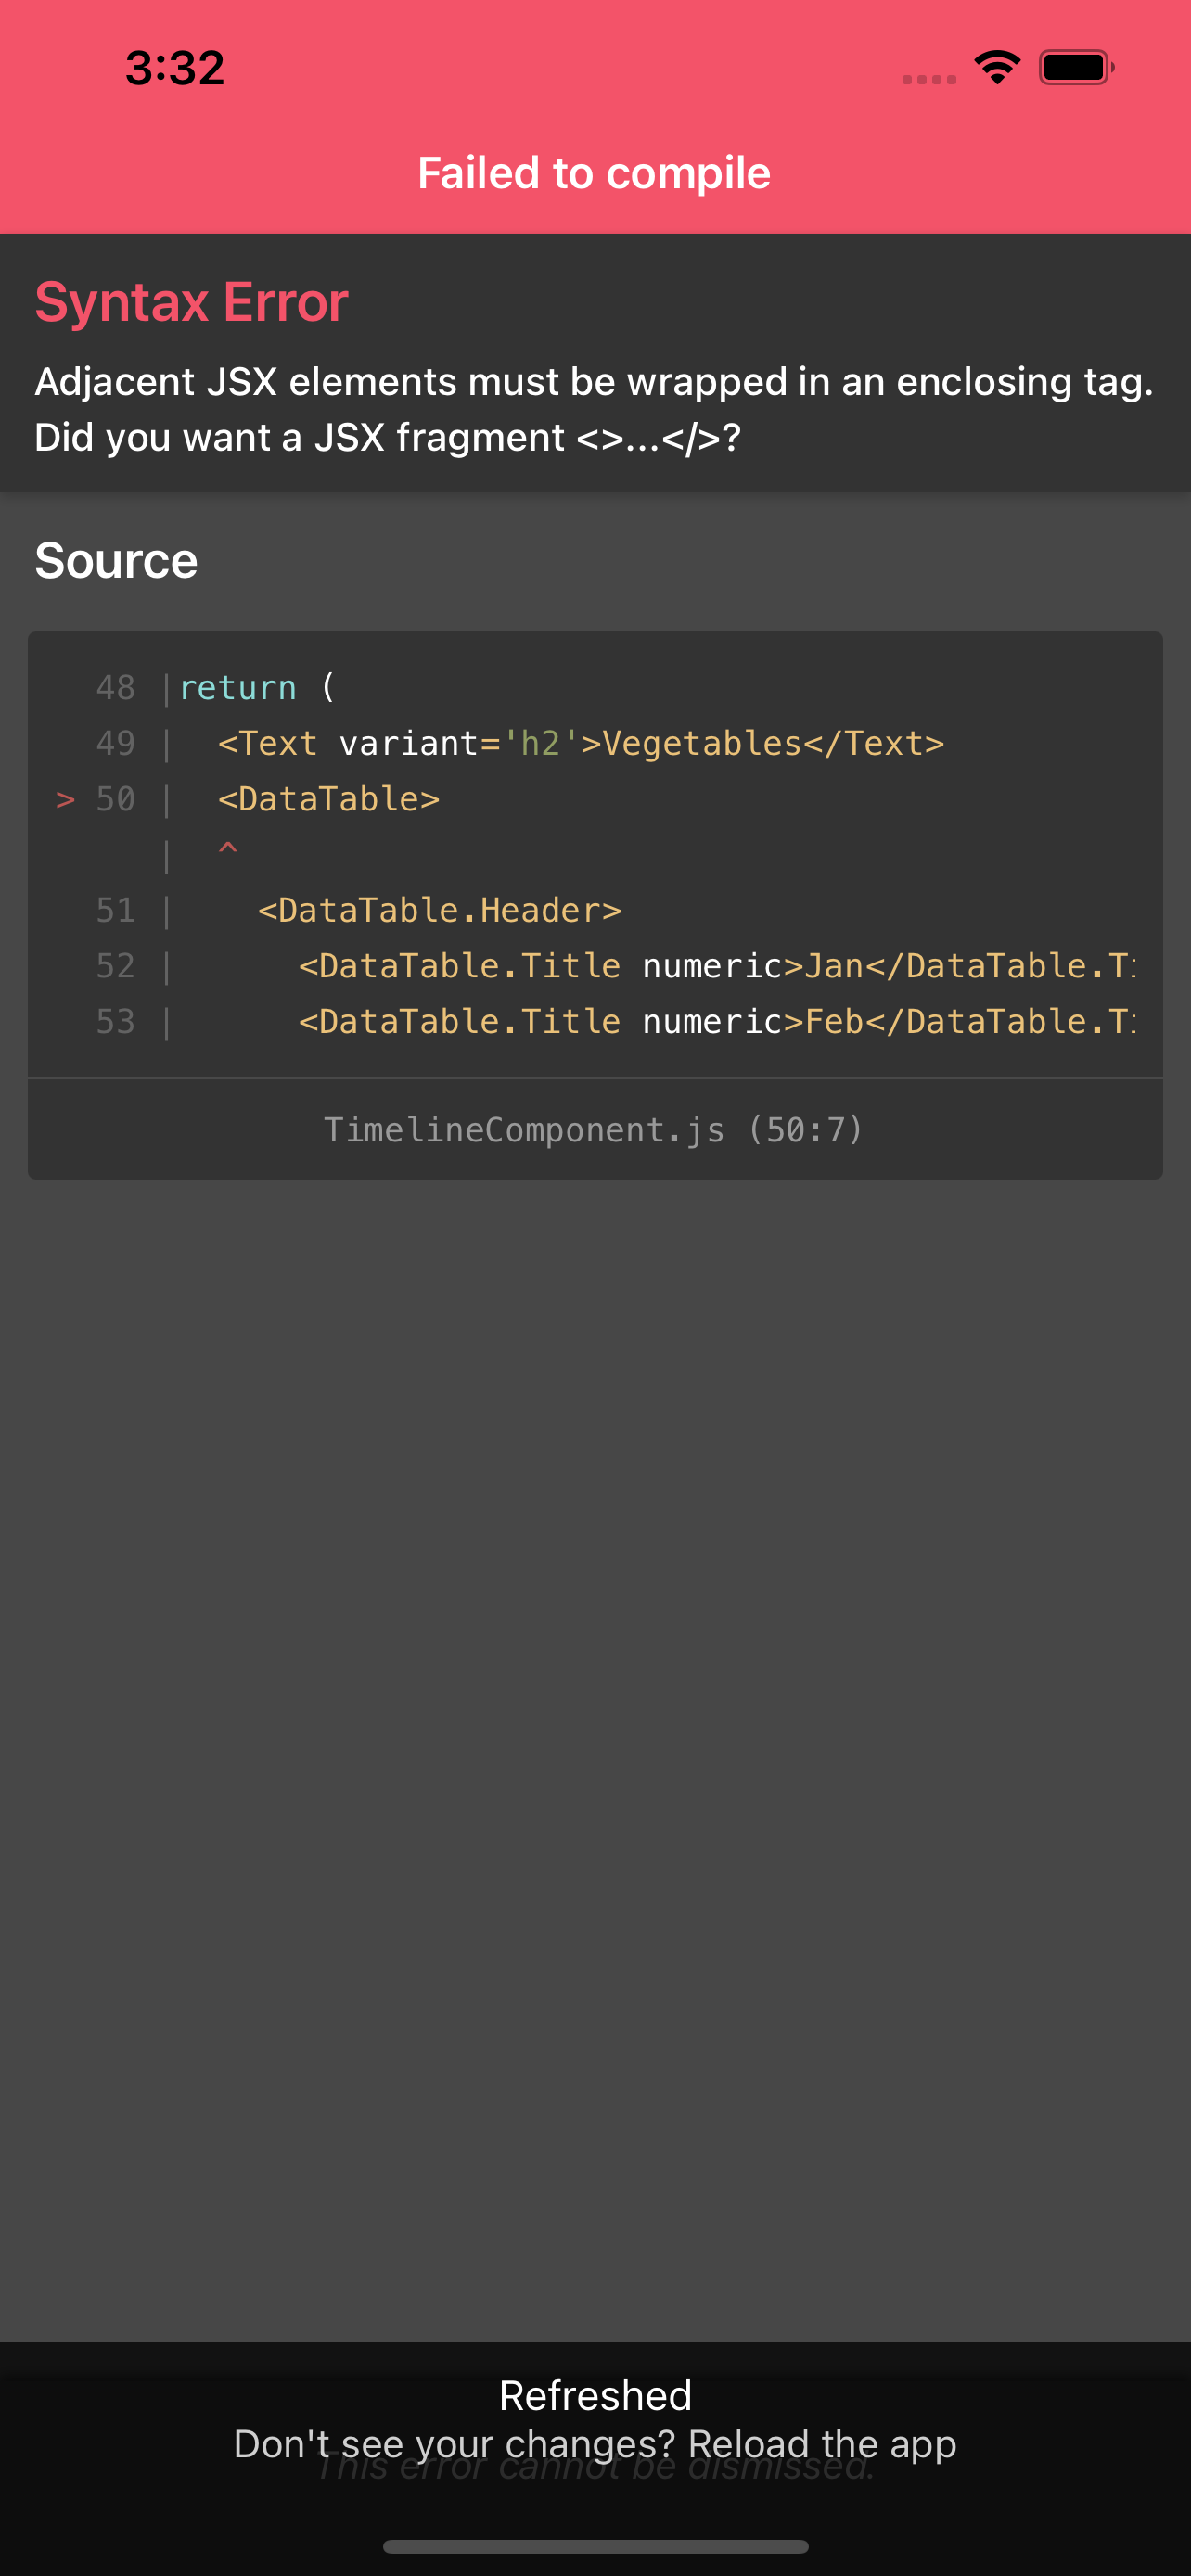 3:32
Failed to compile
Syntax Error
Adjacent JSX elements must be wrapped in an enclosing tag.
Did you want a JSX fragment <>...</>?
Source
48 |return (
49 |  <Text variant='h2'>Vegetables</Text>
> 50 |  <DataTable>
|  ^
51 |    <DataTable.Header>
52 |      <DataTable.Title numeric>Jan</DataTable.T
53 |      <DataTable.Title numeric>Feb</DataTable.T
TimelineComponent.js (50:7)
Refreshed
Don't see your changes? Reload the app
This error cannot be dismissed.